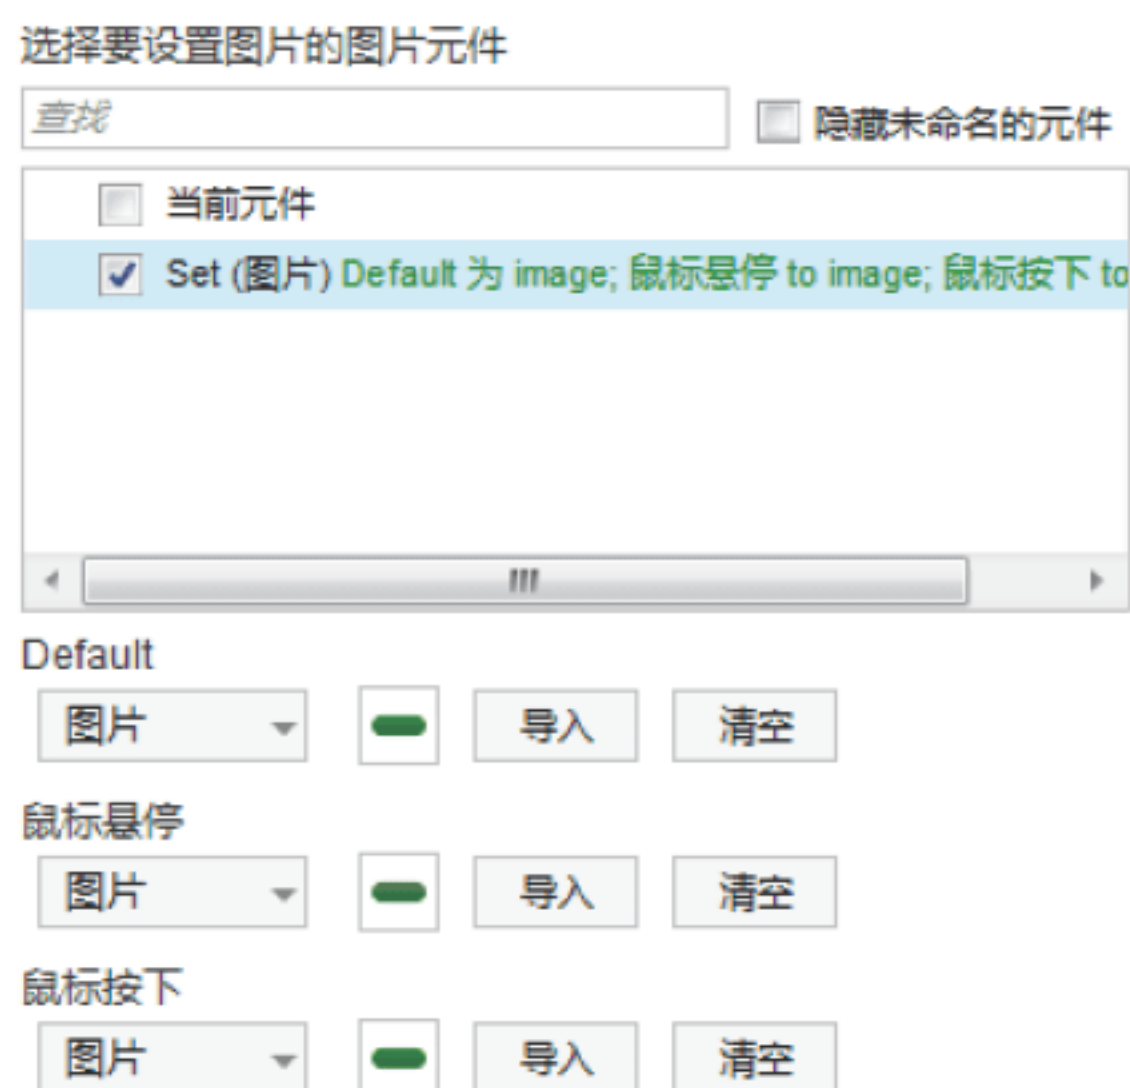 选择要设置图片的图片元件
查找
隐藏未命名的元件
当前元件
Set (图片) Default 为 image; 鼠标悬停 to image; 鼠标按下 to
Default
图片 导入 清空
鼠标悬停
图片 导入 清空
鼠标按下
图片 导入 清空